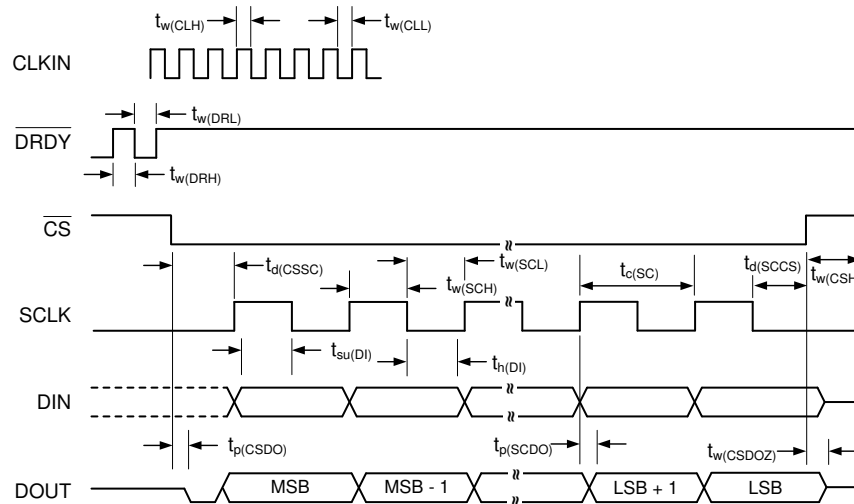 tw(CLH) tw(CLL)
CLKIN
tw(DRL)
DRDY
tw(DRH)
CS
td(CSSC) tw(SCL) tc(SC) td(SCCS)
tw(SCH) tw(CSH
SCLK
tsu(DI) th(DI)
DIN
tp(CSDO) tp(SCDO) tw(CSDOZ)
DOUT MSB MSB - 1 LSB + 1 LSB